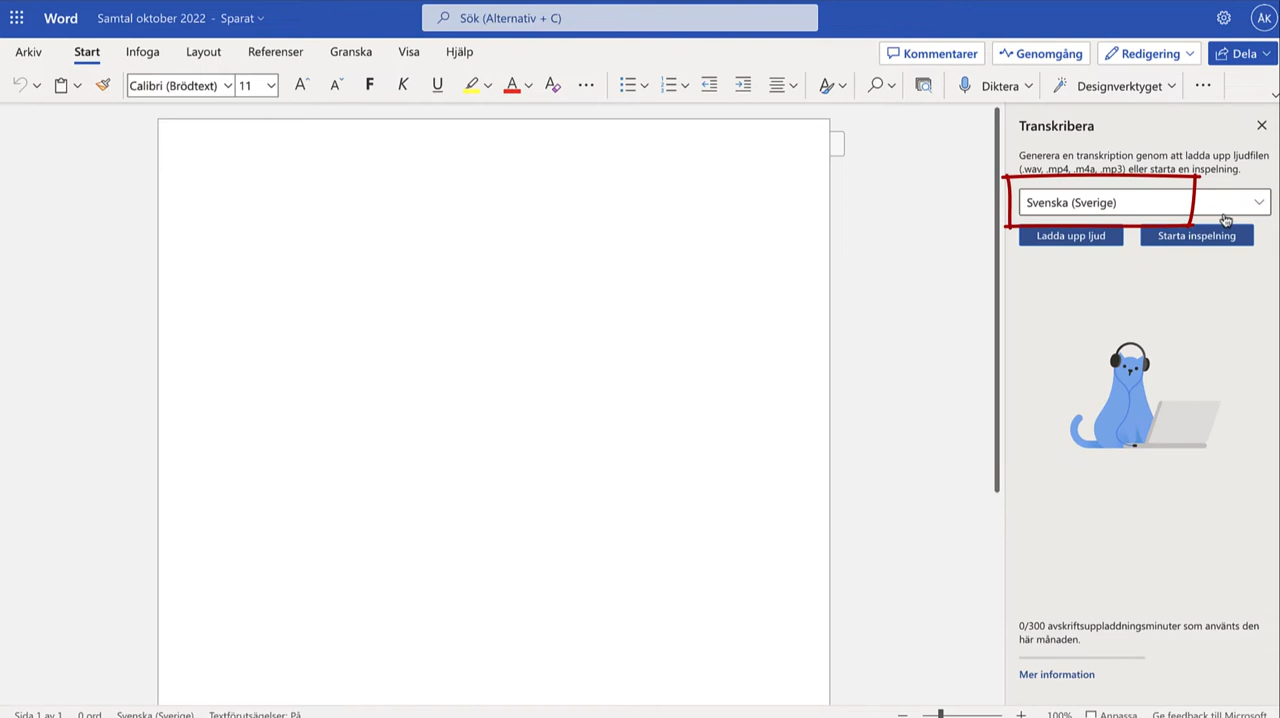 Word Samtal oktober 2022 - Sparat Sök (Alternativ + C) ÅK
Arkiv Start Infoga Layout Referenser Granska Visa Hjälp Kommentarer Genomgång Redigering Dela
Calibri (Brödtext) 11 A A F K U A A Diktera Designverktyget
Transkribera
Generera en transkription genom att ladda upp ljudfilen
(.wav, .mp4, .m4a, .mp3) eller starta en inspelning.
Svenska (Sverige)
Ladda upp ljud Starta inspelning
0/300 avskriftsuppladdningsminuter som använts den
här månaden.
Mer information
Sida 1 av 1 0 ord Svenska (Sverige) Textförutsägelser: På 100% Anpassa Ge feedback till Microsoft